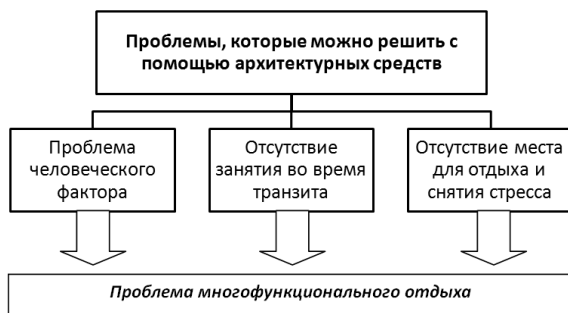 Проблемы, которые можно решить с
помощью архитектурных средств
Проблема
человеческого
фактора
Отсутствие
занятия во время
транзита
Отсутствие места
для отдыха и
снятия стресса
Проблема многофункционального отдыха